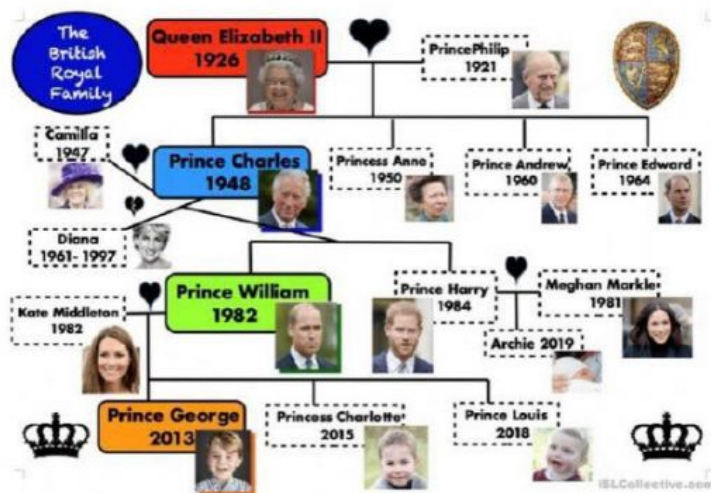 The
British
Royal
Family
Queen Elizabeth II
1926
PrincePhilip
1921
Camilla
1947
Prince Charles
1948
Princess Anne
1950
Prince Andrew
1960
Prince Edward
1964
Diana
1961- 1997
Prince William
1982
Prince Harry
1984
Meghan Markle
1981
Kate Middleton
1982
Archie 2019
Prince George
2013
Princess Charlotte
2015
Prince Louis
2018
iSLCollective.com